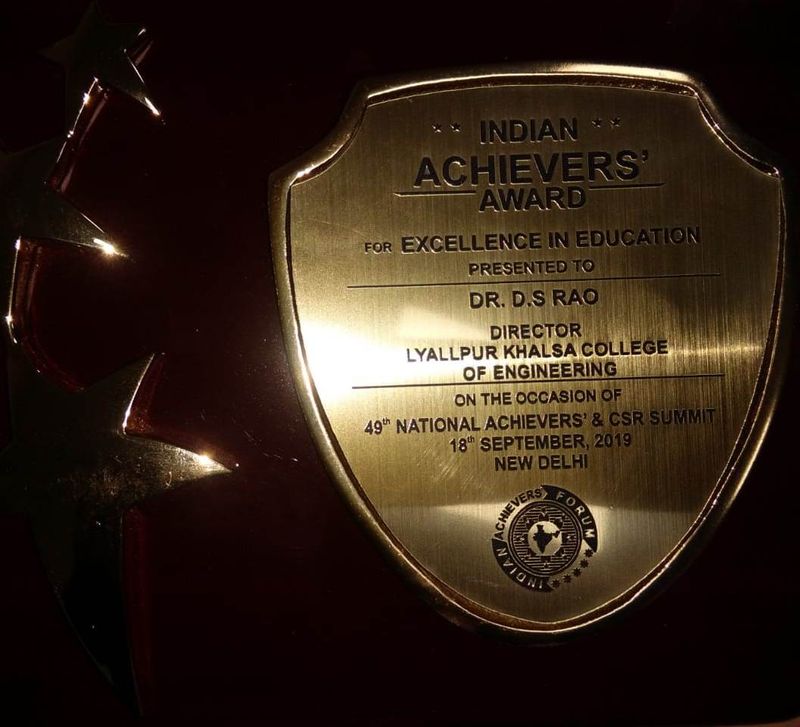 INDIAN
ACHIEVERS'
AWARD
FOR EXCELLENCE IN EDUCATION
PRESENTED TO
DR. D.S RAO
DIRECTOR
LYALLPUR KHALSA COLLEGE
OF ENGINEERING
ON THE OCCASION OF
49th NATIONAL ACHIEVERS' & CSR SUMMIT
18th SEPTEMBER, 2019
NEW DELHI
INDIAN ACHIEVERS' FORUM